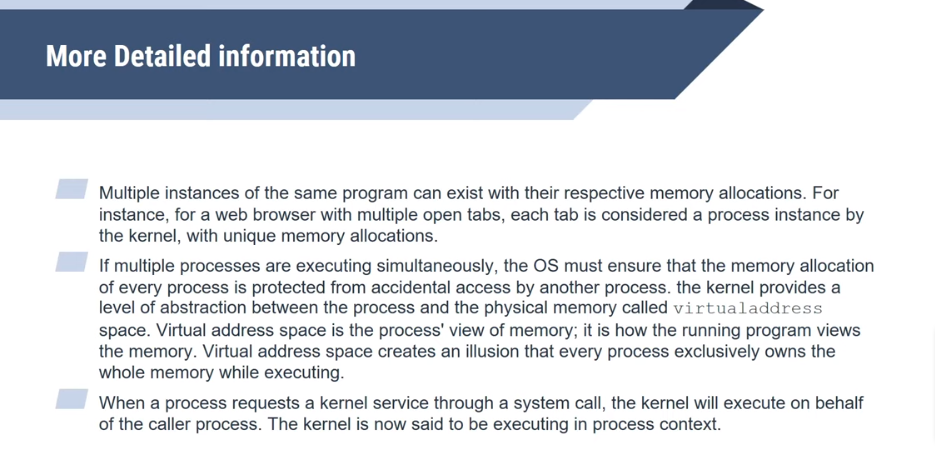 More Detailed information
Multiple instances of the same program can exist with their respective memory allocations. For
instance, for a web browser with multiple open tabs, each tab is considered a process instance by
the kernel, with unique memory allocations.
If multiple processes are executing simultaneously, the OS must ensure that the memory allocation
of every process is protected from accidental access by another process. the kernel provides a
level of abstraction between the process and the physical memory called virtualaddress
space. Virtual address space is the process' view of memory; it is how the running program views
the memory. Virtual address space creates an illusion that every process exclusively owns the
whole memory while executing.
When a process requests a kernel service through a system call, the kernel will execute on behalf
of the caller process. The kernel is now said to be executing in process context.